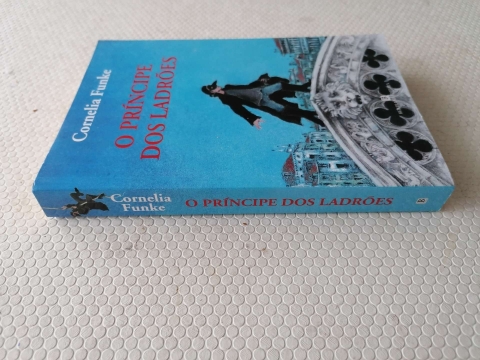 Cornelia Funke
O PRÍNCIPE
DOS LADRÕES
Cornelia
Funke
O PRÍNCIPE DOS LADRÕES